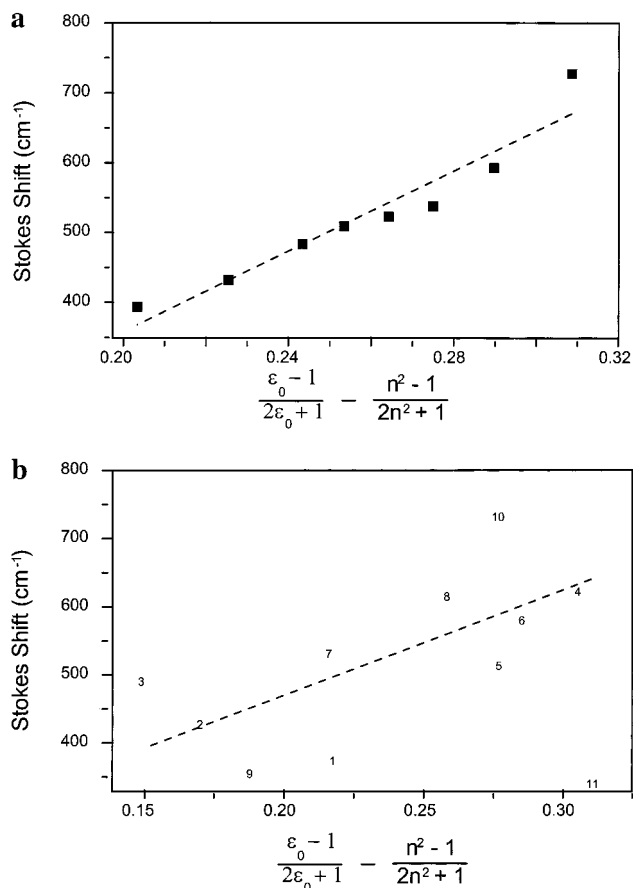 a
800
700
600
500
400
Stokes Shift (cm⁻¹)
0.20 0.24 0.28 0.32
ε₀ − 1 / 2ε₀ + 1 − n² - 1 / 2n² + 1
b
800
700
600
500
400
Stokes Shift (cm⁻¹)
10
8
4
6
7
5
3
2
1
9
11
0.15 0.20 0.25 0.30
ε₀ − 1 / 2ε₀ + 1 − n² - 1 / 2n² + 1